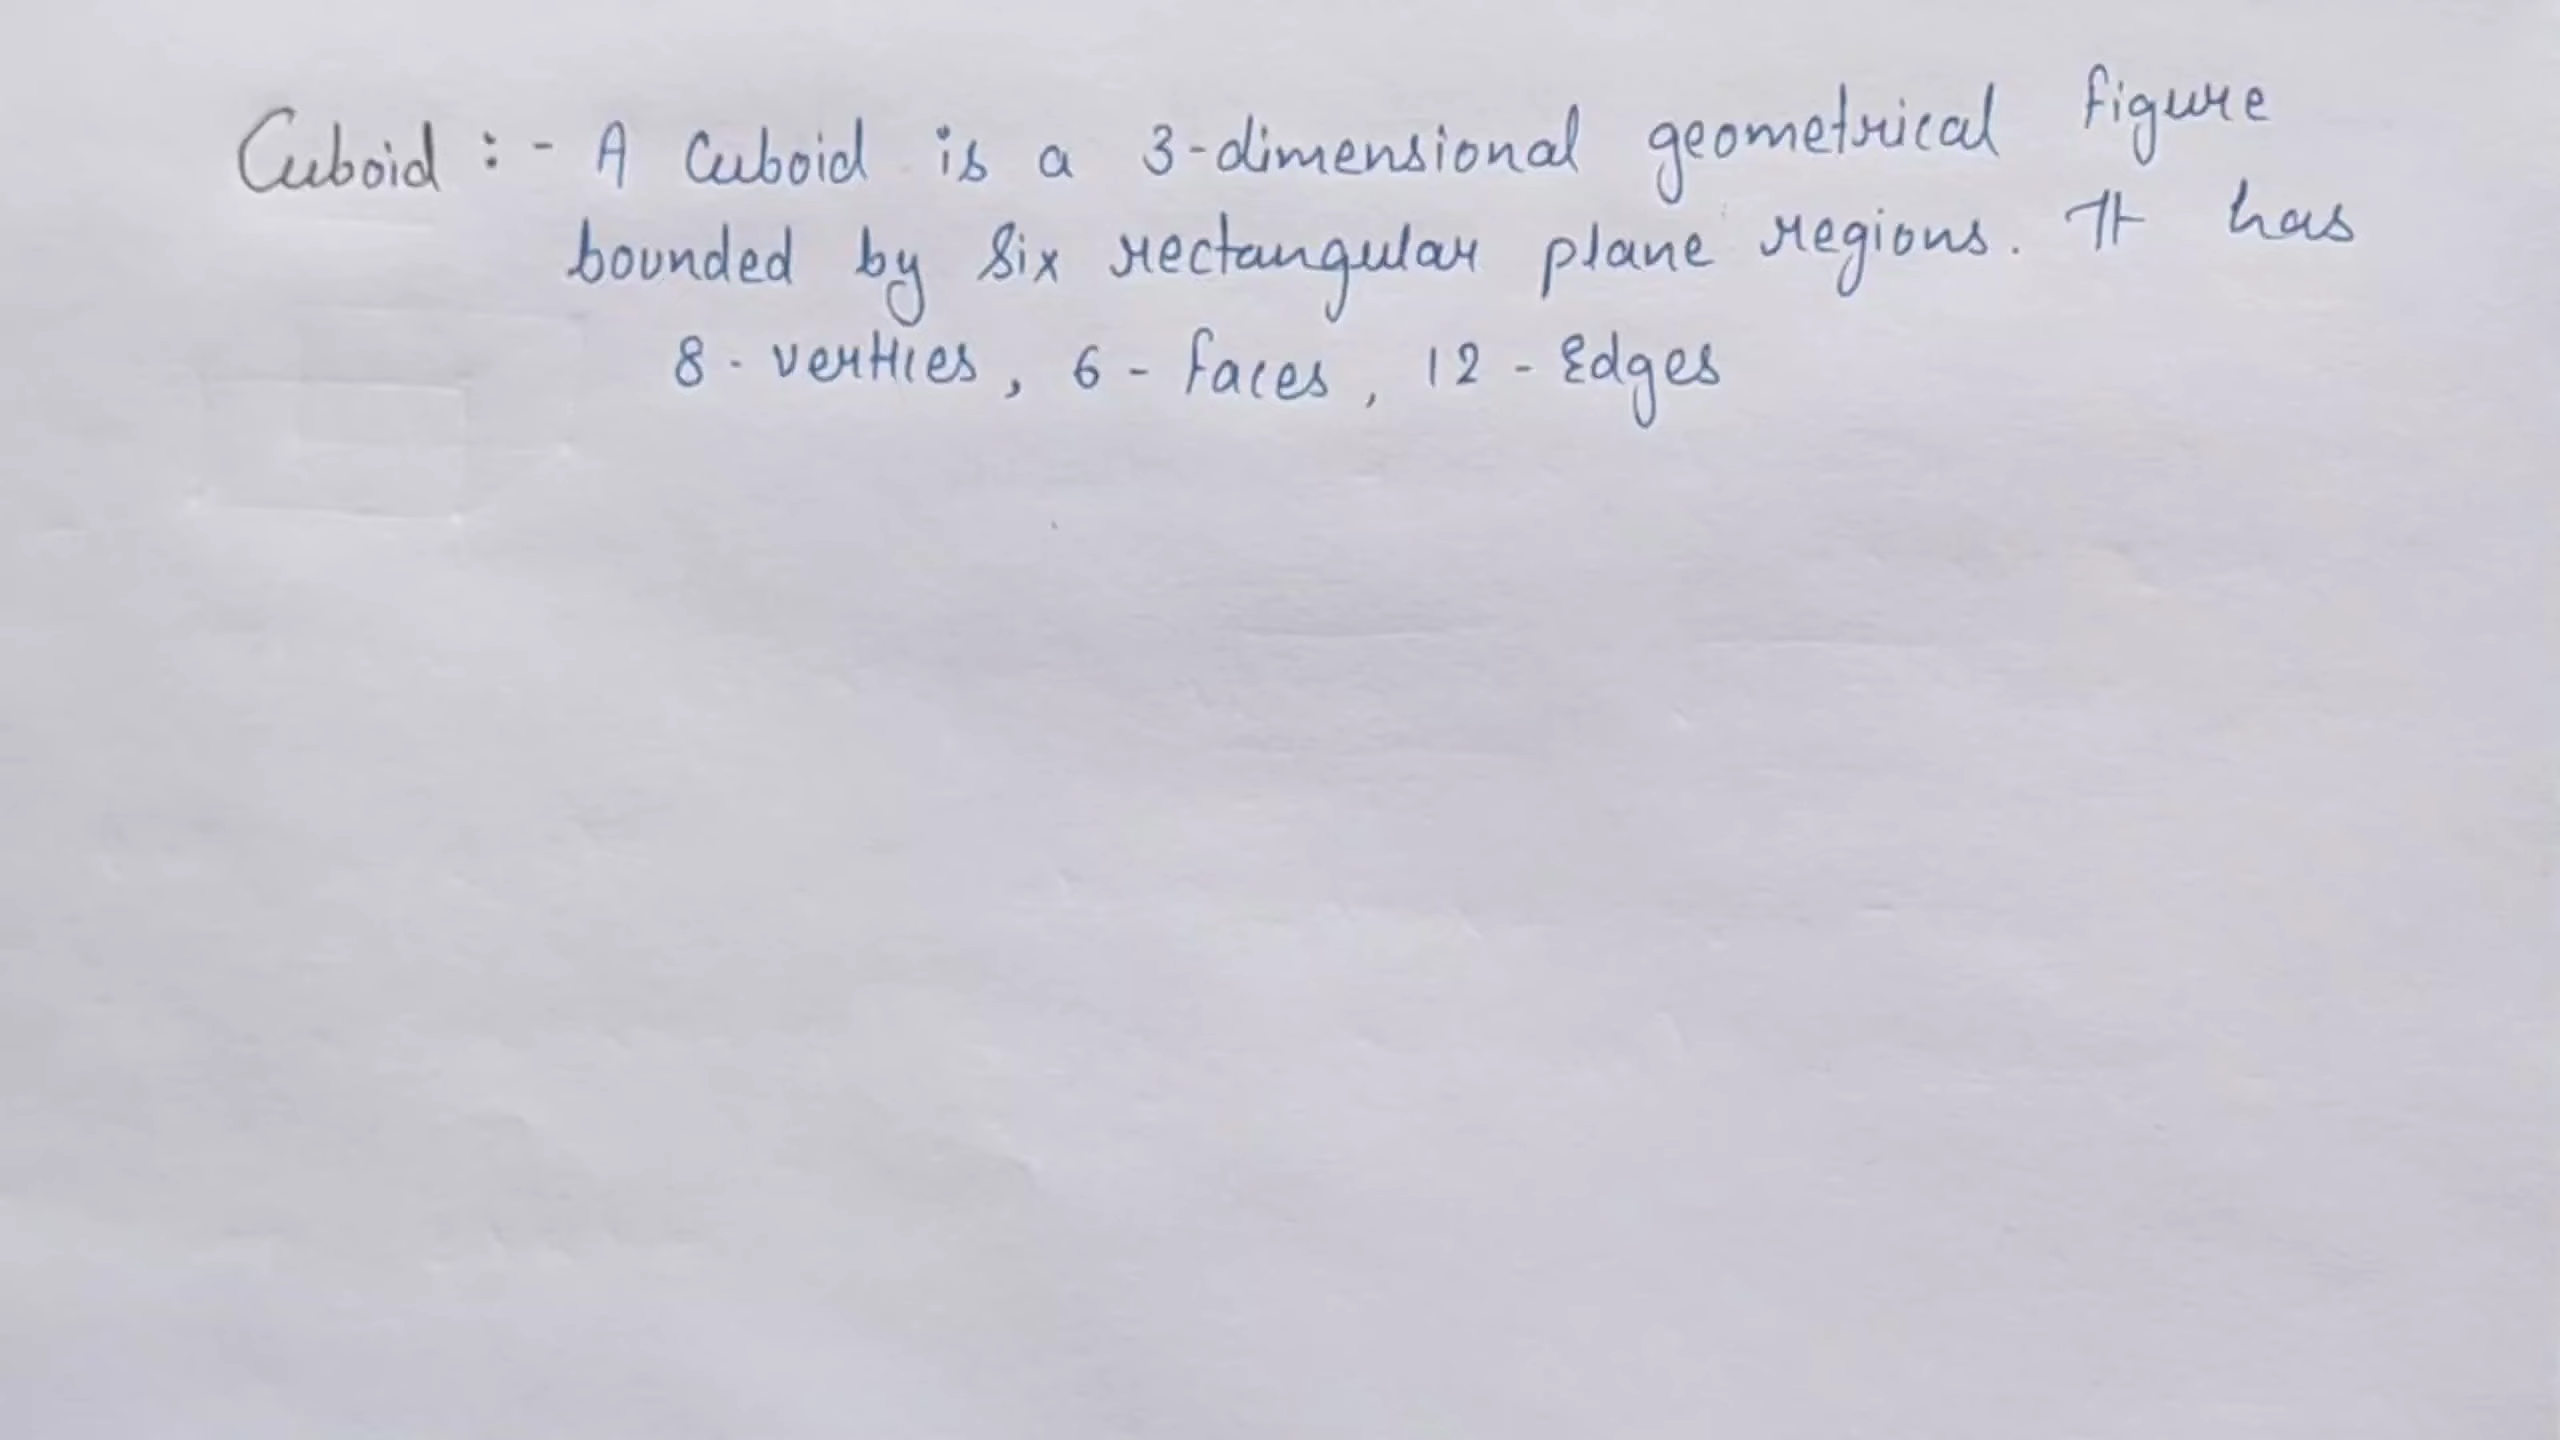 Cuboid :- A Cuboid is a 3-dimensional geometrical figure
bounded by Six rectangular plane regions. It has
8 - verties, 6 - faces, 12 - Edges